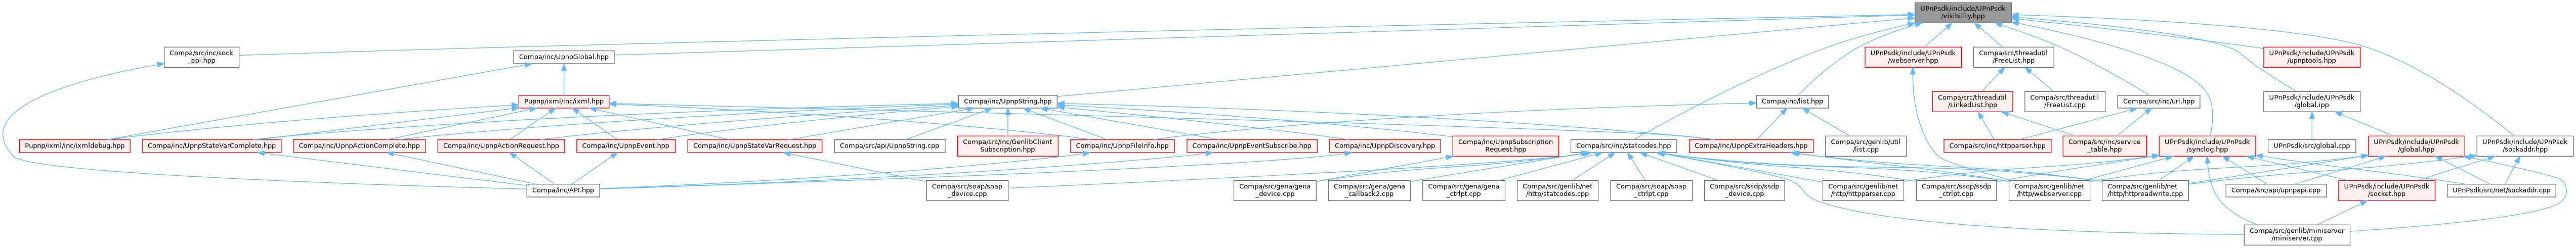 UPnPsdk/include/UPnPsdk
/visibility.hpp
Compa/src/inc/sock
_api.hpp
Compa/inc/UpnpGlobal.hpp
UPnPsdk/include/UPnPsdk
/webserver.hpp
Compa/src/threadutil
/FreeList.hpp
UPnPsdk/include/UPnPsdk
/upnptools.hpp
Pupnp/ixml/inc/ixml.hpp
Compa/inc/UpnpString.hpp
Compa/inc/list.hpp
Compa/src/threadutil
/LinkedList.hpp
Compa/src/threadutil
/FreeList.cpp
Compa/src/inc/uri.hpp
UPnPsdk/include/UPnPsdk
/global.ipp
Pupnp/ixml/inc/ixmldebug.hpp
Compa/inc/UpnpStateVarComplete.hpp
Compa/inc/UpnpActionComplete.hpp
Compa/inc/UpnpActionRequest.hpp
Compa/inc/UpnpEvent.hpp
Compa/inc/UpnpStateVarRequest.hpp
Compa/src/api/UpnpString.cpp
Compa/src/inc/GenlibClient
Subscription.hpp
Compa/inc/UpnpFileInfo.hpp
Compa/inc/UpnpEventSubscribe.hpp
Compa/inc/UpnpDiscovery.hpp
Compa/inc/UpnpSubscription
Request.hpp
Compa/src/inc/statcodes.hpp
Compa/inc/UpnpExtraHeaders.hpp
Compa/src/genlib/util
/list.cpp
Compa/src/inc/httpparser.hpp
Compa/src/inc/service
_table.hpp
UPnPsdk/include/UPnPsdk
/synclog.hpp
UPnPsdk/src/global.cpp
UPnPsdk/include/UPnPsdk
/global.hpp
UPnPsdk/include/UPnPsdk
/sockaddr.hpp
Compa/inc/API.hpp
Compa/src/soap/soap
_device.cpp
Compa/src/gena/gena
_device.cpp
Compa/src/gena/gena
_callback2.cpp
Compa/src/gena/gena
_ctrlpt.cpp
Compa/src/genlib/net
/http/statcodes.cpp
Compa/src/soap/soap
_ctrlpt.cpp
Compa/src/ssdp/ssdp
_device.cpp
Compa/src/genlib/net
/http/httpparser.cpp
Compa/src/ssdp/ssdp
_ctrlpt.cpp
Compa/src/genlib/net
/http/webserver.cpp
Compa/src/genlib/net
/http/httpreadwrite.cpp
Compa/src/api/upnpapi.cpp
UPnPsdk/include/UPnPsdk
/socket.hpp
UPnPsdk/src/net/sockaddr.cpp
Compa/src/genlib/miniserver
/miniserver.cpp